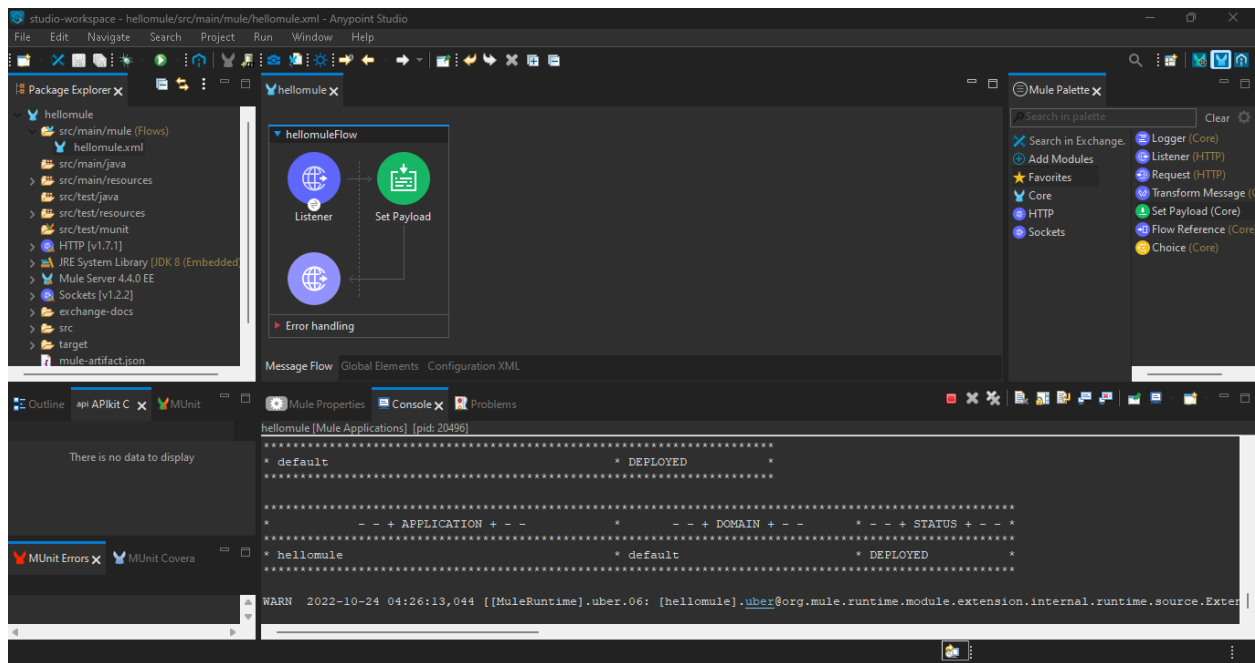 studio-workspace - hellomule/src/main/mule/hellomule.xml - Anypoint Studio
File Edit Navigate Search Project Run Window Help
Package Explorer
hellomule
src/main/mule (Flows)
hellomule.xml
src/main/java
src/main/resources
src/test/java
src/test/resources
src/test/munit
HTTP [v1.7.1]
JRE System Library [JDK 8 (Embedded)
Mule Server 4.4.0 EE
Sockets [v1.2.2]
exchange-docs
src
target
mule-artifact.json
hellomule
hellomuleFlow
Listener Set Payload
Error handling
Message Flow Global Elements Configuration XML
Mule Palette
Search in palette Clear
Search in Exchange.
Add Modules
Favorites
Core
HTTP
Sockets
Logger (Core)
Listener (HTTP)
Request (HTTP)
Transform Message (C
Set Payload (Core)
Flow Reference (Core
Choice (Core)
Outline api APIkit C MUnit
There is no data to display
MUnit Errors MUnit Covera
Mule Properties Console Problems
hellomule [Mule Applications] [pid: 20496]
**********************************************************************
* default * DEPLOYED *
**********************************************************************
*******************************************************************************************************
* - - + APPLICATION + - - * - - + DOMAIN + - - * - - + STATUS + - - *
*******************************************************************************************************
* hellomule * default * DEPLOYED *
*******************************************************************************************************
WARN 2022-10-24 04:26:13,044 [[MuleRuntime].uber.06: [hellomule].uber@org.mule.runtime.module.extension.internal.runtime.source.Exter